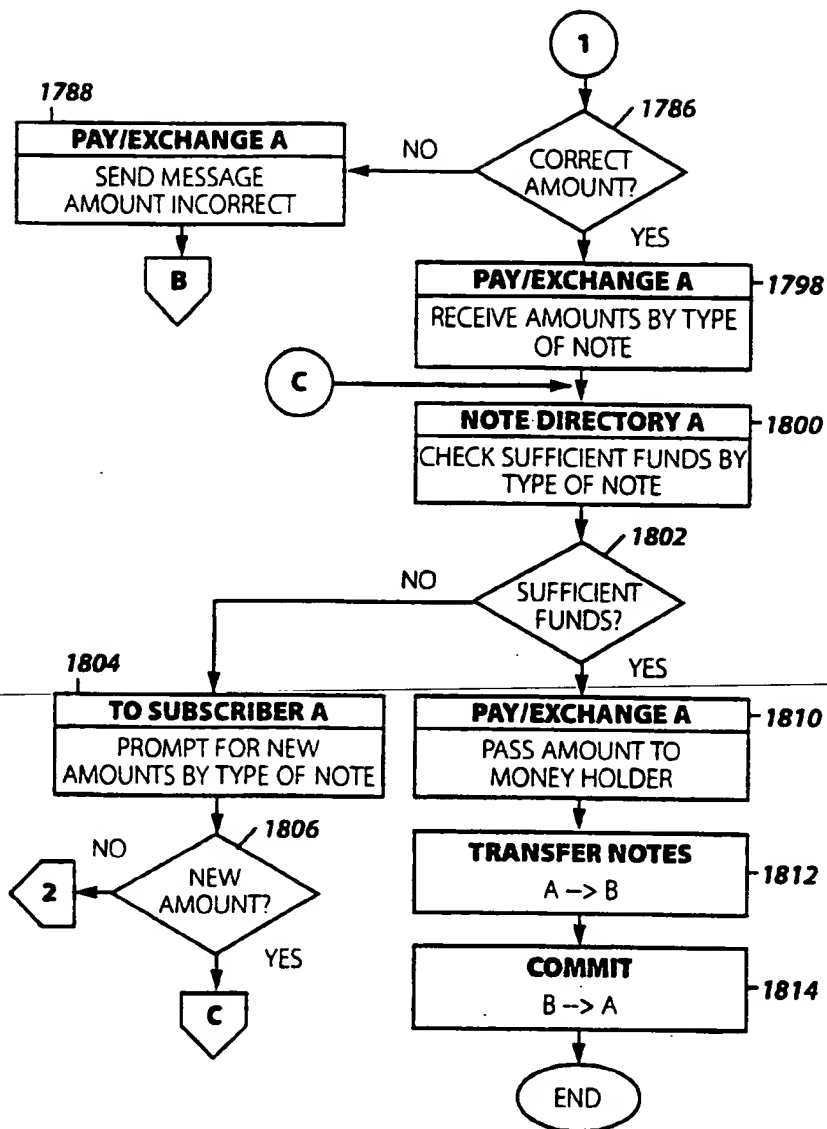 1
1786
CORRECT
AMOUNT?
NO
YES
1788
PAY/EXCHANGE A
SEND MESSAGE
AMOUNT INCORRECT
B
PAY/EXCHANGE A
1798
RECEIVE AMOUNTS BY TYPE
OF NOTE
C
NOTE DIRECTORY A
1800
CHECK SUFFICIENT FUNDS BY
TYPE OF NOTE
1802
SUFFICIENT
FUNDS?
NO
YES
1804
TO SUBSCRIBER A
PROMPT FOR NEW
AMOUNTS BY TYPE OF NOTE
1806
NEW
AMOUNT?
NO
2
YES
C
PAY/EXCHANGE A
1810
PASS AMOUNT TO
MONEY HOLDER
TRANSFER NOTES
1812
A –> B
COMMIT
1814
B –> A
END